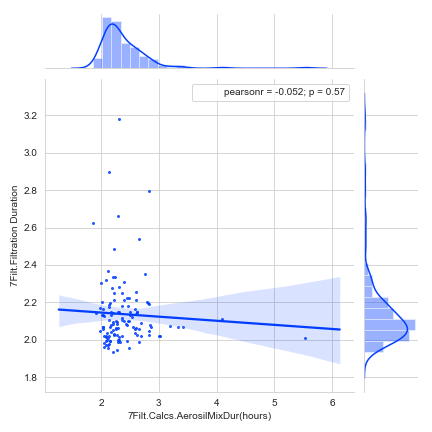 pearsonr = -0.052; p = 0.57
3.2
3.0
2.8
2.6
2.4
2.2
2.0
1.8
7Filt.Filtration Duration
2 3 4 5 6
7Filt.Calcs.AerosilMixDur(hours)